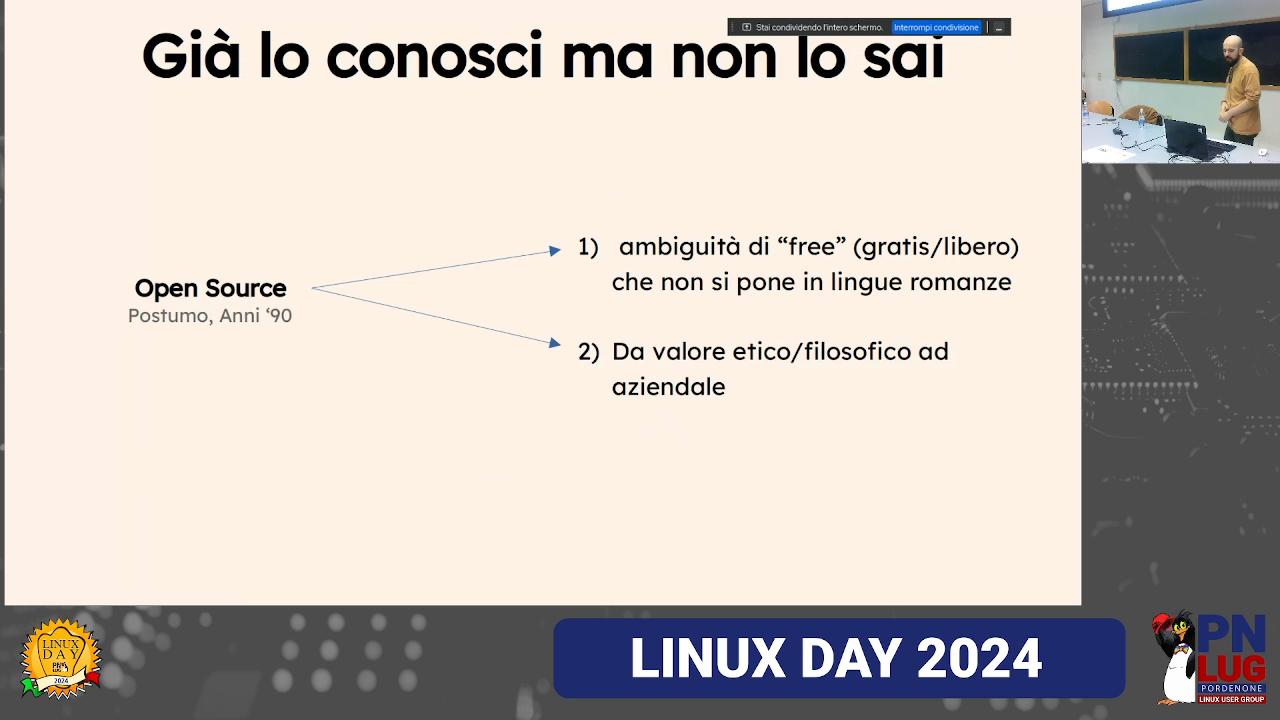 Stai condividendo l'intero schermo. Interrompi condivisione
Già lo conosci ma non lo sai
1) ambiguità di “free” (gratis/libero)
che non si pone in lingue romanze
Open Source
Postumo, Anni ‘90
2) Da valore etico/filosofico ad
aziendale
LINUX DAY 2024
LINUX
DAY
2024
PN
LUG
PORDENONE
LINUX USER GROUP